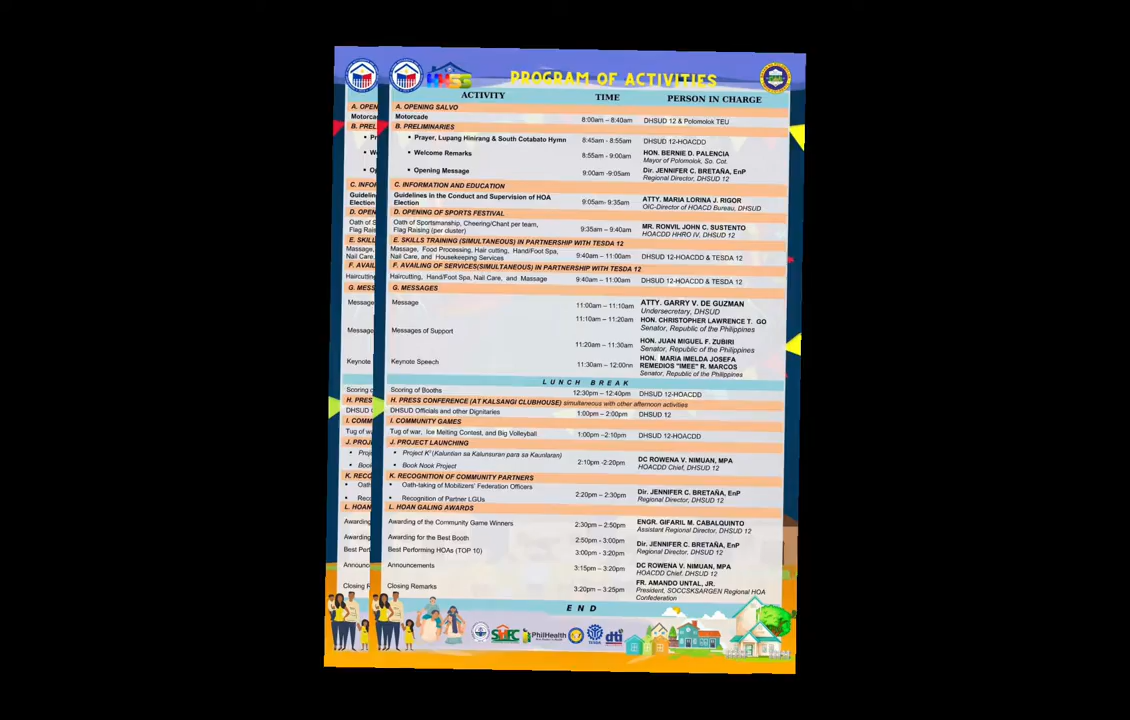 PROGRAM OF ACTIVITIES
ACTIVITY TIME PERSON IN CHARGE
A. OPENING SALVO
Motorcade 8:00am – 8:40am DHSUD 12 & Polomolok TEU
B. PRELIMINARIES
▪ Prayer, Lupang Hinirang & South Cotabato Hymn 8:45am - 8:55am DHSUD 12-HOACDD
▪ Welcome Remarks 8:55am - 9:00am HON. BERNIE D. PALENCIA
Mayor of Polomolok, So. Cot.
▪ Opening Message 9:00am -9:05am Dir. JENNIFER C. BRETAÑA, EnP
Regional Director, DHSUD 12
C. INFORMATION AND EDUCATION
Guidelines in the Conduct and Supervision of HOA
Election 9:05am- 9:35am ATTY. MARIA LORINA J. RIGOR
OIC-Director of HOACD Bureau, DHSUD
D. OPENING OF SPORTS FESTIVAL
Oath of Sportsmanship, Cheering/Chant per team,
Flag Raising (per cluster) 9:35am – 9:40am MR. RONVIL JOHN C. SUSTENTO
HOACDD HHRO IV, DHSUD 12
E. SKILLS TRAINING (SIMULTANEOUS) IN PARTNERSHIP WITH TESDA 12
Massage, Food Processing, Hair cutting, Hand/Foot Spa,
Nail Care, and Housekeeping Services 9:40am – 11:00am DHSUD 12-HOACDD & TESDA 12
F. AVAILING OF SERVICES(SIMULTANEOUS) IN PARTNERSHIP WITH TESDA 12
Haircutting, Hand/Foot Spa, Nail Care, and Massage 9:40am – 11:00am DHSUD 12-HOACDD & TESDA 12
G. MESSAGES
Message 11:00am – 11:10am ATTY. GARRY V. DE GUZMAN
Undersecretary, DHSUD
11:10am – 11:20am HON. CHRISTOPHER LAWRENCE T. GO
Senator, Republic of the Philippines
Messages of Support
11:20am – 11:30am HON. JUAN MIGUEL F. ZUBIRI
Senator, Republic of the Philippines
Keynote Speech 11:30am – 12:00nn HON. MARIA IMELDA JOSEFA
REMEDIOS "IMEE" R. MARCOS
Senator, Republic of the Philippines
LUNCH BREAK
Scoring of Booths 12:30pm – 12:40pm DHSUD 12-HOACDD
H. PRESS CONFERENCE (AT KALSANGI CLUBHOUSE) simultaneous with other afternoon activities
DHSUD Officials and other Dignitaries 1:00pm – 2:00pm DHSUD 12
I. COMMUNITY GAMES
Tug of war, Ice Melting Contest, and Big Volleyball 1:00pm –2:10pm DHSUD 12-HOACDD
J. PROJECT LAUNCHING
▪ Project K³ (Kaluntian sa Kalunsuran para sa Kaunlaran)
▪ Book Nook Project 2:10pm -2:20pm DC ROWENA V. NIMUAN, MPA
HOACDD Chief, DHSUD 12
K. RECOGNITION OF COMMUNITY PARTNERS
▪ Oath-taking of Mobilizers' Federation Officers
▪ Recognition of Partner LGUs 2:20pm – 2:30pm Dir. JENNIFER C. BRETAÑA, EnP
Regional Director, DHSUD 12
L. HOAN GALING AWARDS
Awarding of the Community Game Winners 2:30pm – 2:50pm ENGR. GIFARIL M. CABALQUINTO
Assistant Regional Director, DHSUD 12
Awarding for the Best Booth 2:50pm - 3:00pm Dir. JENNIFER C. BRETAÑA, EnP
Best Performing HOAs (TOP 10) 3:00pm - 3:20pm Regional Director, DHSUD 12
Announcements 3:15pm – 3:20pm DC ROWENA V. NIMUAN, MPA
HOACDD Chief, DHSUD 12
Closing Remarks 3:20pm – 3:25pm FR. AMANDO UNTAL, JR.
President, SOCCSKSARGEN Regional HOA
Confederation
END
SHFC PhilHealth TESDA dti